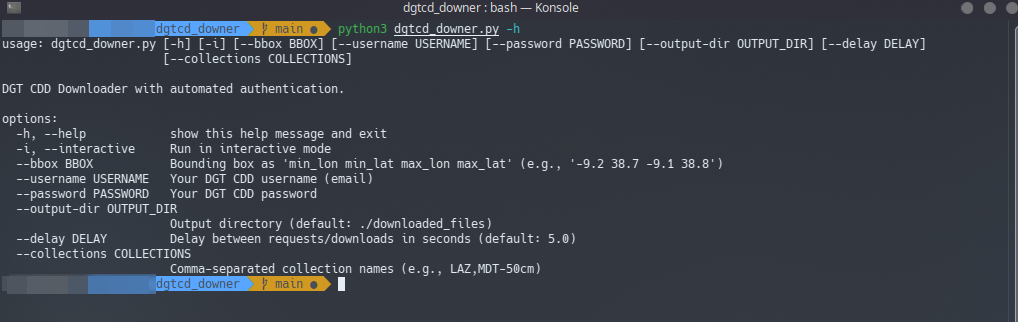 dgtcd_downer : bash — Konsole
dgtcd_downer main ● python3 dgtcd_downer.py -h
usage: dgtcd_downer.py [-h] [-i] [--bbox BBOX] [--username USERNAME] [--password PASSWORD] [--output-dir OUTPUT_DIR] [--delay DELAY]
[--collections COLLECTIONS]
DGT CDD Downloader with automated authentication.
options:
-h, --help show this help message and exit
-i, --interactive Run in interactive mode
--bbox BBOX Bounding box as 'min_lon min_lat max_lon max_lat' (e.g., '-9.2 38.7 -9.1 38.8')
--username USERNAME Your DGT CDD username (email)
--password PASSWORD Your DGT CDD password
--output-dir OUTPUT_DIR
Output directory (default: ./downloaded_files)
--delay DELAY Delay between requests/downloads in seconds (default: 5.0)
--collections COLLECTIONS
Comma-separated collection names (e.g., LAZ,MDT-50cm)
dgtcd_downer main ●